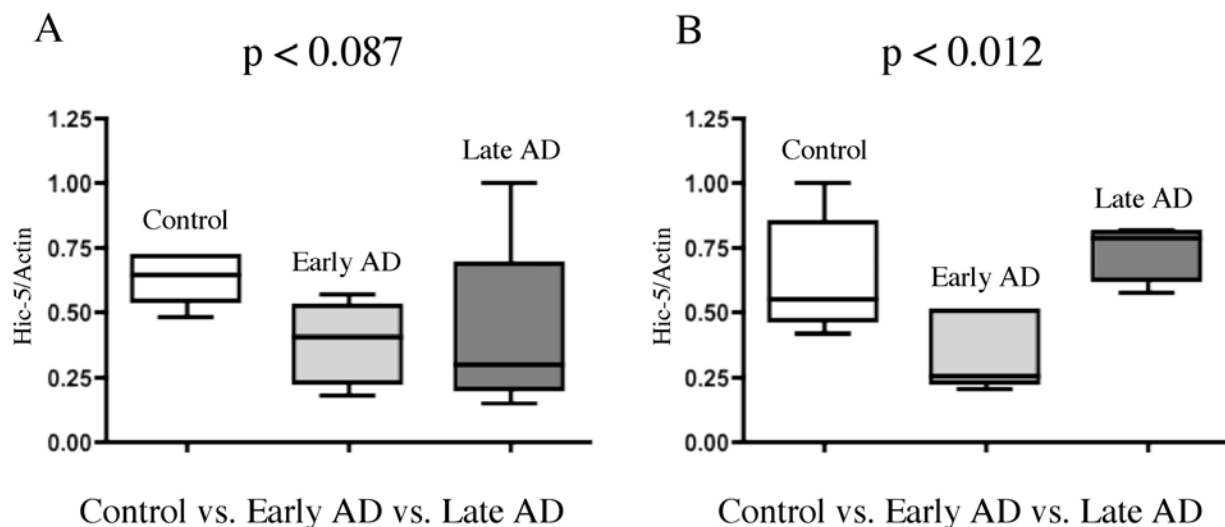 A
p < 0.087
1.25
1.00
0.75
0.50
0.25
0.00
Hic-5/Actin
Control
Early AD
Late AD
Control vs. Early AD vs. Late AD
B
p < 0.012
1.25
1.00
0.75
0.50
0.25
0.00
Hic-5/Actin
Control
Early AD
Late AD
Control vs. Early AD vs. Late AD